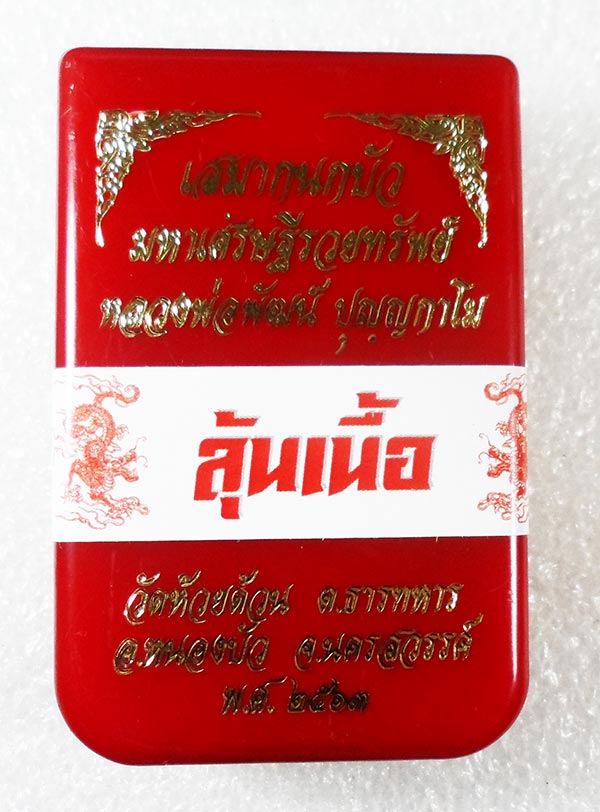 เสมากนกบัว
มหาเศรษฐีรวยทรัพย์
หลวงพ่อพัฒน์ ปุญญกาโม
ลุ้นเนื้อ
วัดห้วยด้วน ต.ธารทหาร
อ.หนองบัว จ.นครสวรรค์
พ.ศ. ๒๕๖๓